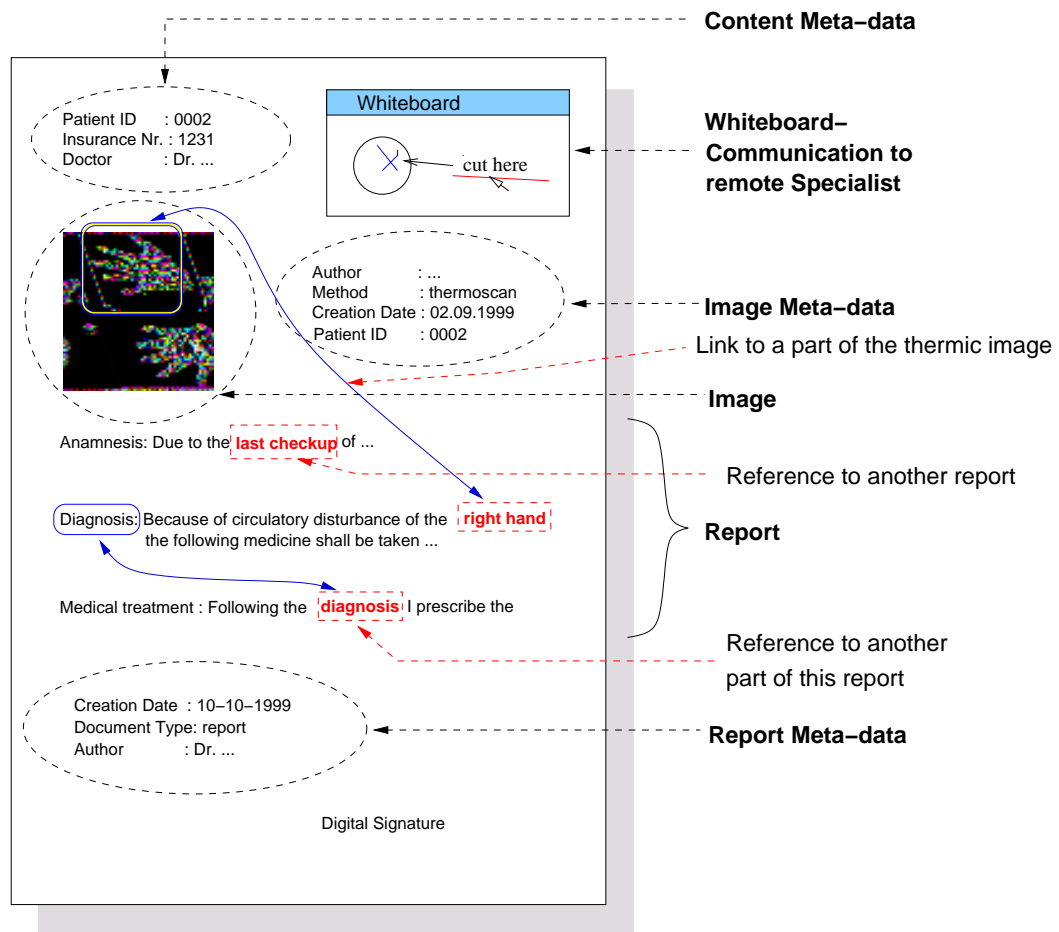 Content Meta–data
Patient ID : 0002
Insurance Nr. : 1231
Doctor : Dr. ...
Whiteboard
cut here
Whiteboard–
Communication to
remote Specialist
Author : ...
Method : thermoscan
Creation Date : 02.09.1999
Patient ID : 0002
Image Meta–data
Link to a part of the thermic image
Image
Anamnesis: Due to the last checkup of ...
Reference to another report
Diagnosis: Because of circulatory disturbance of the right hand
the following medicine shall be taken ...
Report
Medical treatment : Following the diagnosis I prescribe the
Reference to another
part of this report
Creation Date : 10–10–1999
Document Type: report
Author : Dr. ...
Report Meta–data
Digital Signature